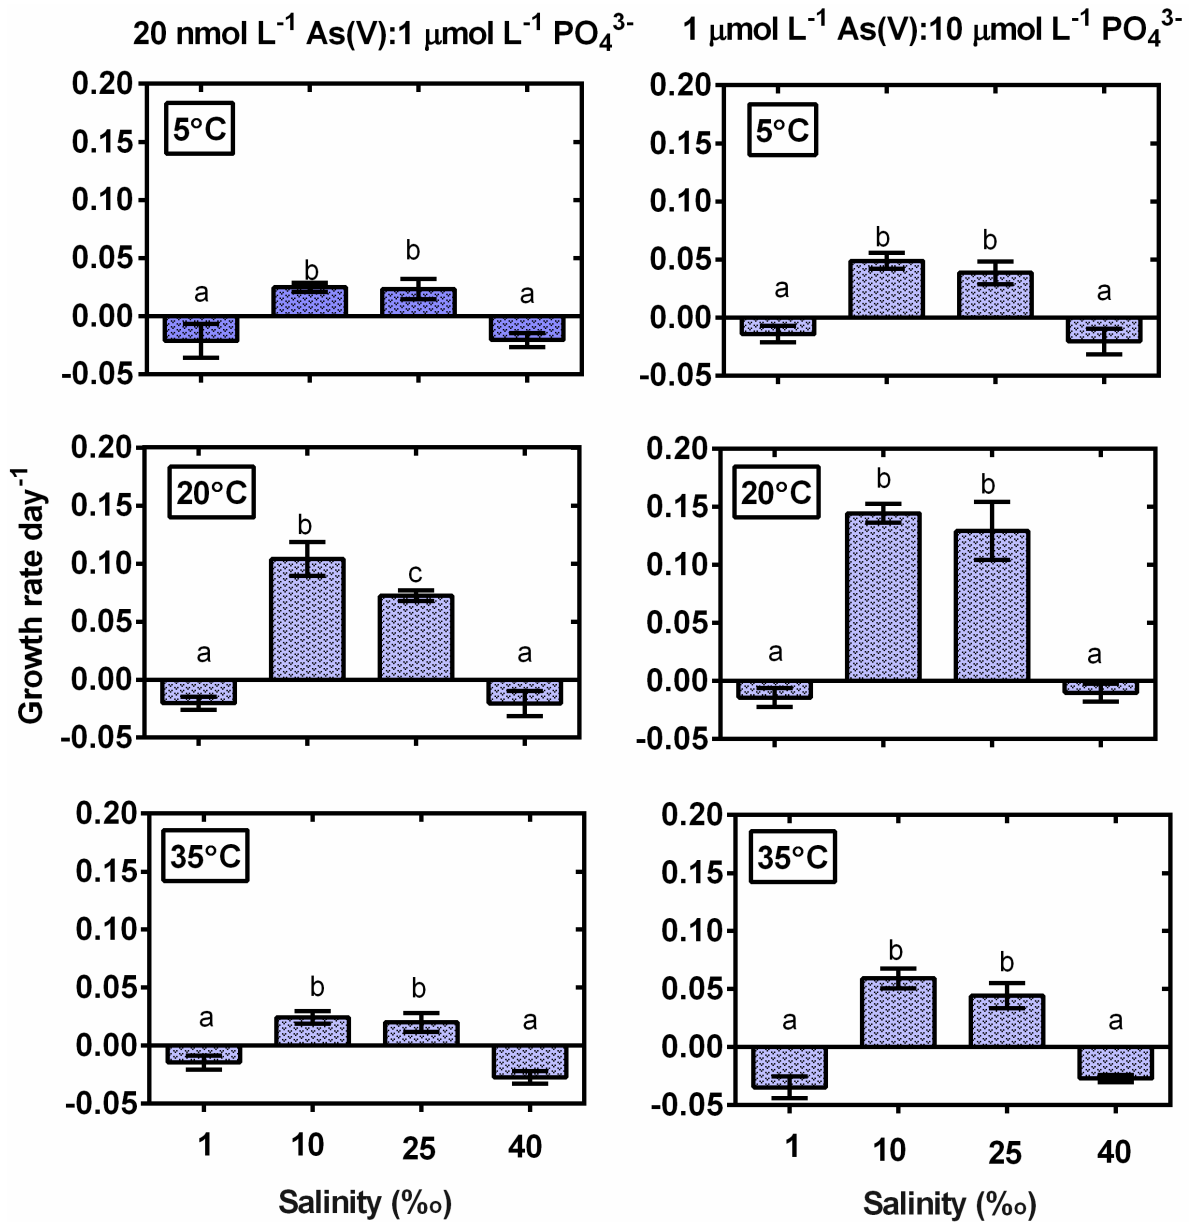 20 nmol L⁻¹ As(V):1 μmol L⁻¹ PO₄³⁻
1 μmol L⁻¹ As(V):10 μmol L⁻¹ PO₄³⁻
Growth rate day⁻¹
5°C
0.20
0.15
0.10
0.05
0.00
-0.05
a
b
b
a
5°C
0.20
0.15
0.10
0.05
0.00
-0.05
a
b
b
a
20°C
0.20
0.15
0.10
0.05
0.00
-0.05
a
b
c
a
20°C
0.20
0.15
0.10
0.05
0.00
-0.05
a
b
b
a
35°C
0.20
0.15
0.10
0.05
0.00
-0.05
a
b
b
a
1 10 25 40
Salinity (‰)
35°C
0.20
0.15
0.10
0.05
0.00
-0.05
a
b
b
a
1 10 25 40
Salinity (‰)